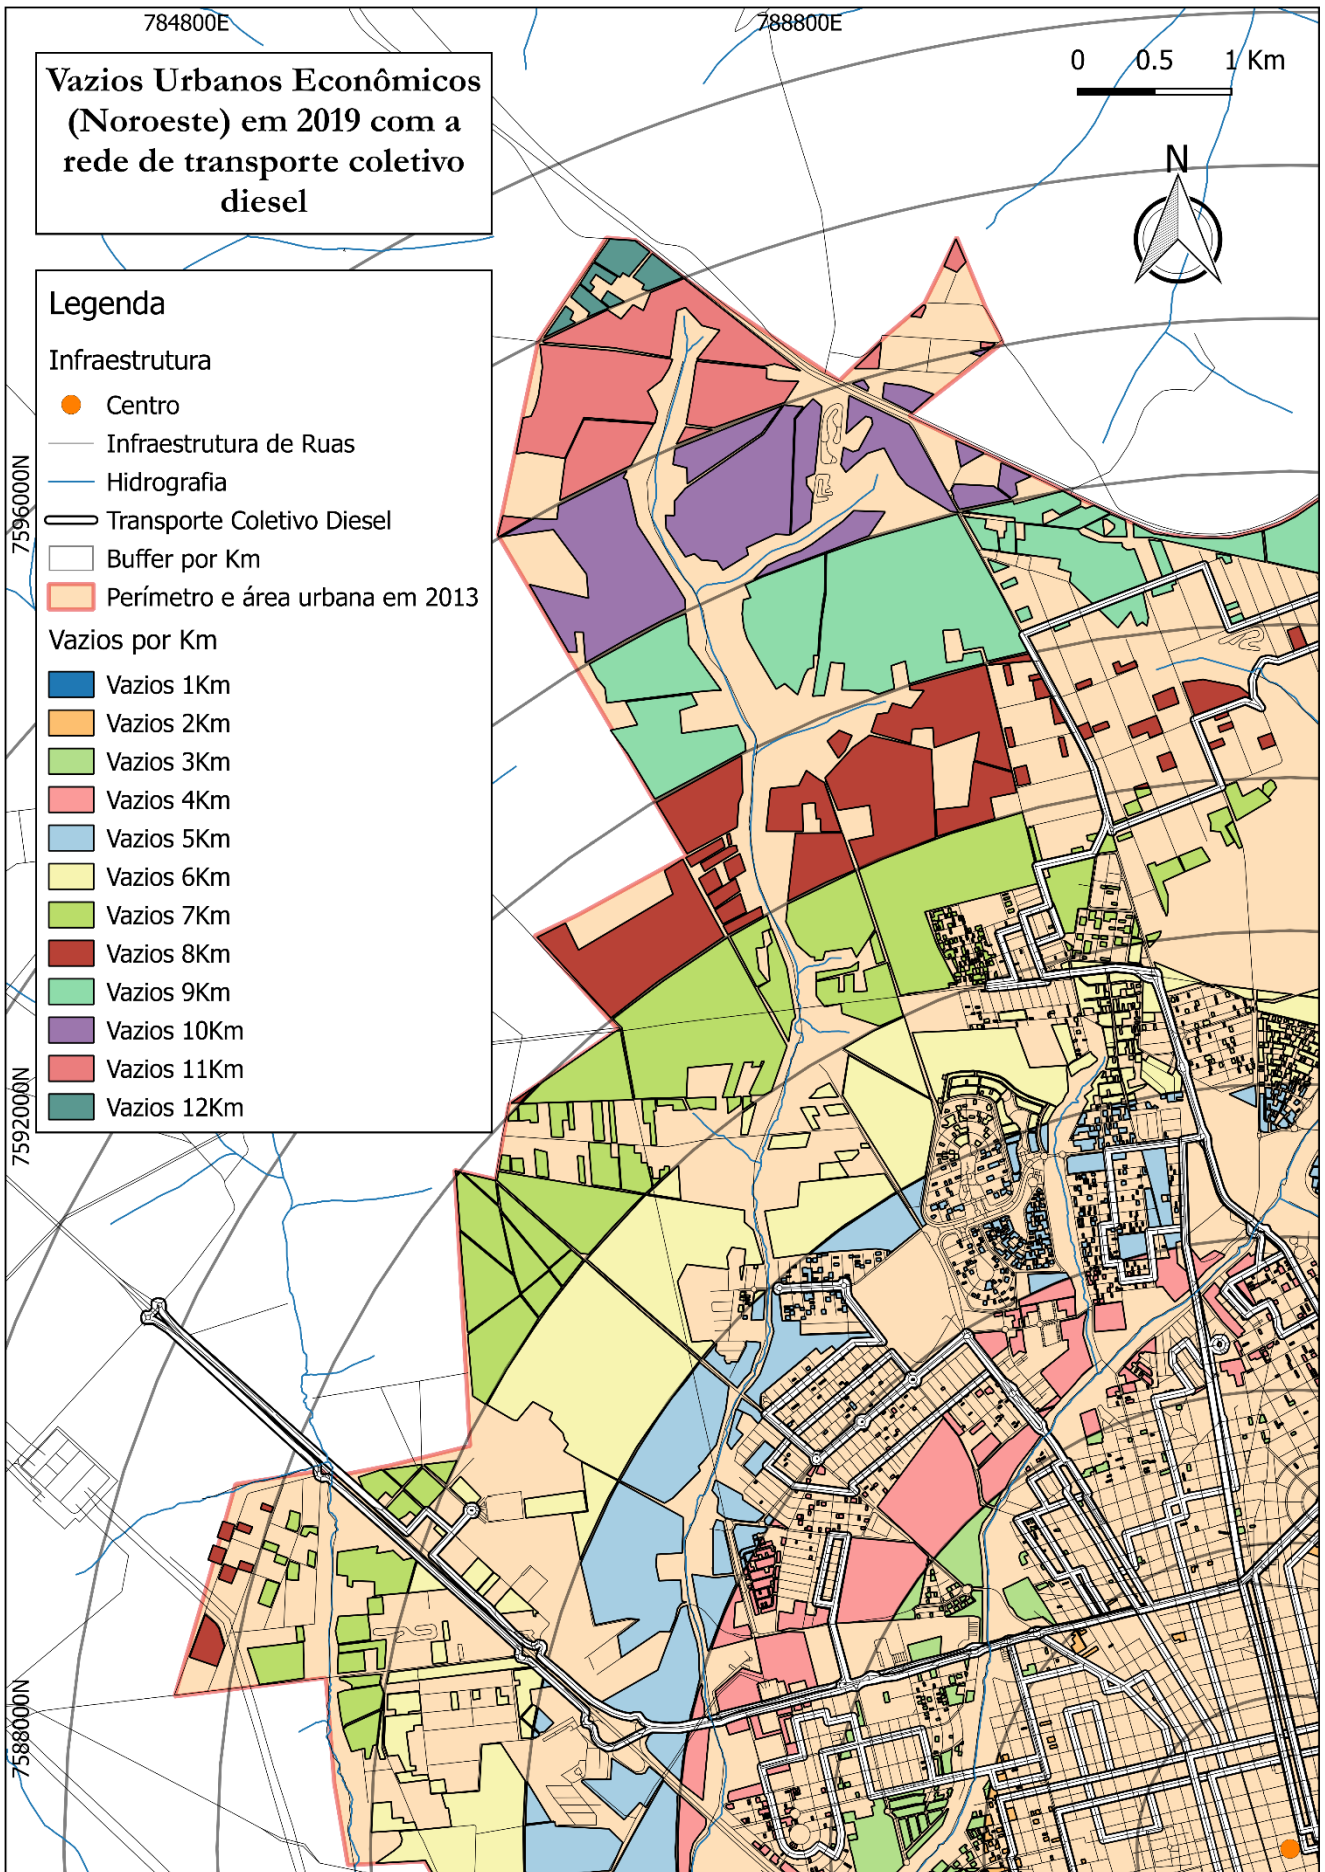 784800E
788800E
Vazios Urbanos Econômicos
(Noroeste) em 2019 com a
rede de transporte coletivo
diesel
0 0.5 1 Km
N
Legenda
Infraestrutura
Centro
Infraestrutura de Ruas
Hidrografia
Transporte Coletivo Diesel
Buffer por Km
Perímetro e área urbana em 2013
Vazios por Km
Vazios 1Km
Vazios 2Km
Vazios 3Km
Vazios 4Km
Vazios 5Km
Vazios 6Km
Vazios 7Km
Vazios 8Km
Vazios 9Km
Vazios 10Km
Vazios 11Km
Vazios 12Km
7596000N
7592000N
7588000N